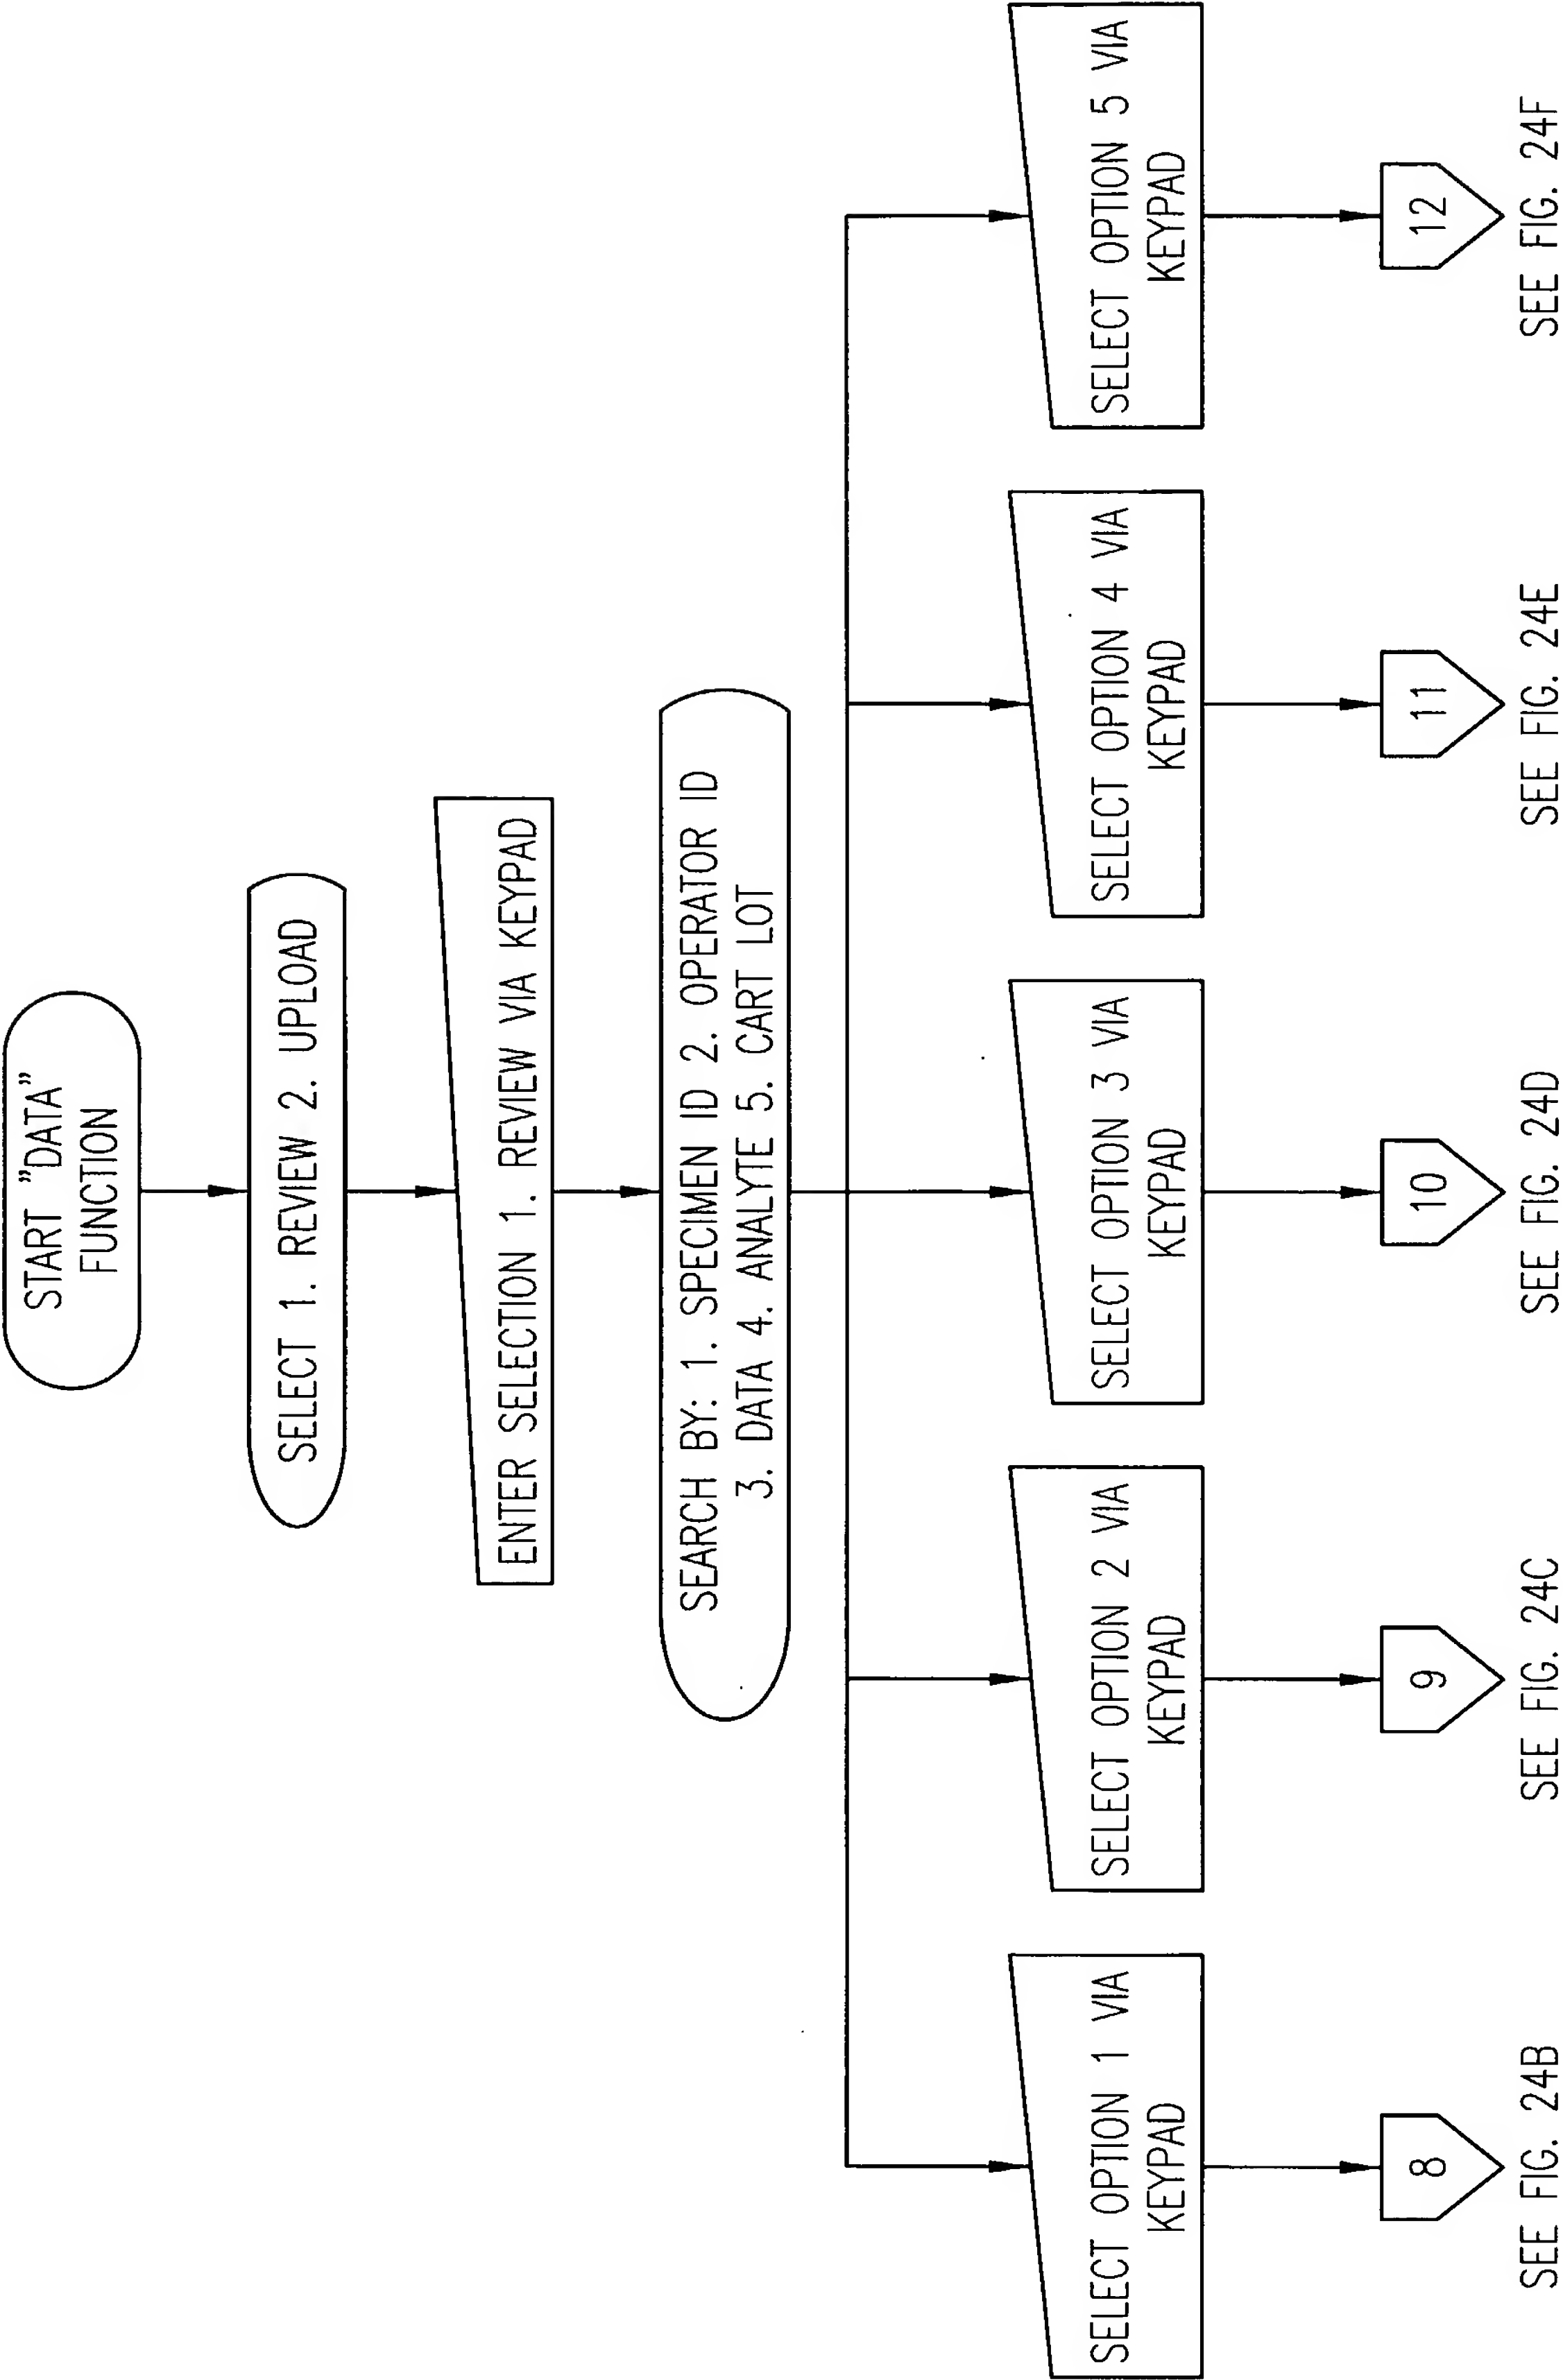 START "DATA"
FUNCTION
SELECT 1. REVIEW 2. UPLOAD
ENTER SELECTION 1. REVIEW VIA KEYPAD
SEARCH BY: 1. SPECIMEN ID 2. OPERATOR ID
3. DATA 4. ANALYTE 5. CART LOT
SELECT OPTION 1 VIA
KEYPAD
8
SEE FIG. 24B
SELECT OPTION 2 VIA
KEYPAD
9
SEE FIG. 24C
SELECT OPTION 3 VIA
KEYPAD
10
SEE FIG. 24D
SELECT OPTION 4 VIA
KEYPAD
11
SEE FIG. 24E
SELECT OPTION 5 VIA
KEYPAD
12
SEE FIG. 24F